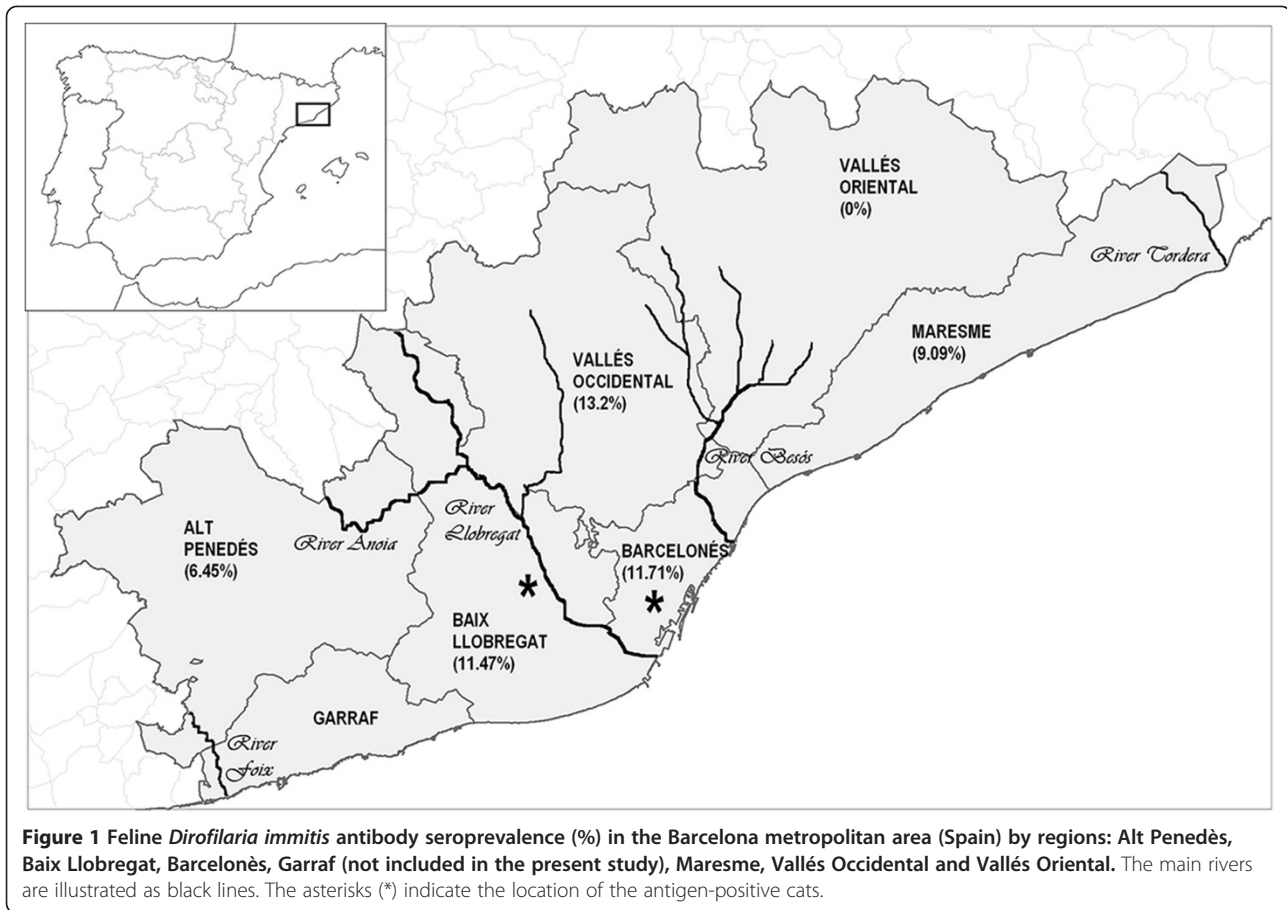 VALLÉS
ORIENTAL
(0%)
River Tordera
MARESME
(9.09%)
VALLÉS
OCCIDENTAL
(13.2%)
River Besós
ALT
PENEDÉS
(6.45%)
River Anoia
River
Llobregat
BARCELONÉS
(11.71%)
*
*
BAIX
LLOBREGAT
(11.47%)
GARRAF
River
Foix
Figure 1 Feline Dirofilaria immitis antibody seroprevalence (%) in the Barcelona metropolitan area (Spain) by regions: Alt Penedès,
Baix Llobregat, Barcelonès, Garraf (not included in the present study), Maresme, Vallés Occidental and Vallés Oriental. The main rivers
are illustrated as black lines. The asterisks (*) indicate the location of the antigen-positive cats.